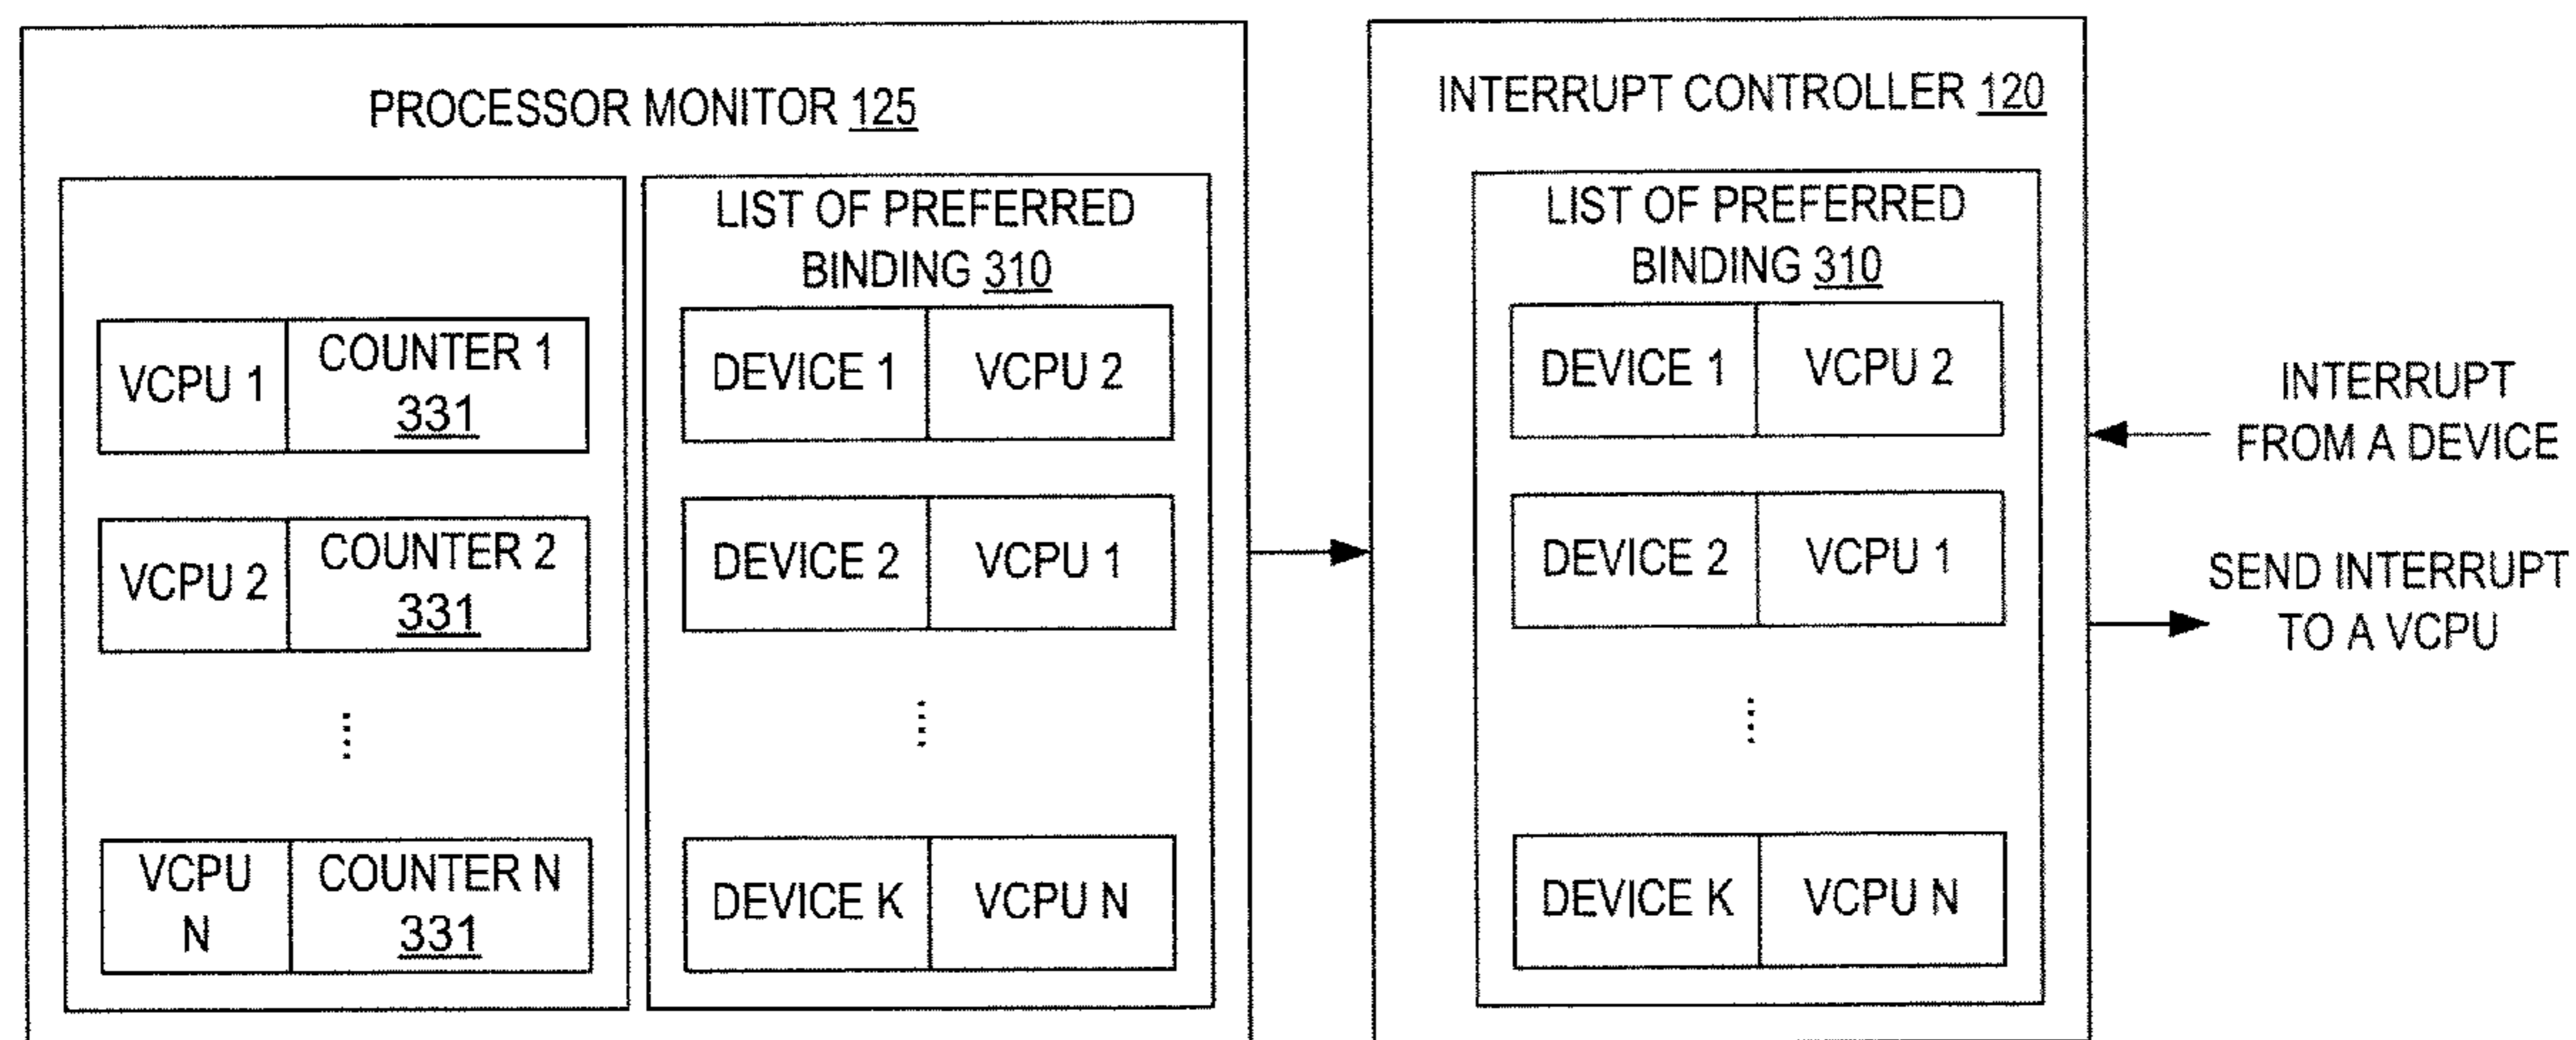 PROCESSOR MONITOR 125
VCPU 1
COUNTER 1
331
VCPU 2
COUNTER 2
331
....
VCPU
N
COUNTER N
331
LIST OF PREFERRED
BINDING 310
DEVICE 1
VCPU 2
DEVICE 2
VCPU 1
....
DEVICE K
VCPU N
INTERRUPT CONTROLLER 120
LIST OF PREFERRED
BINDING 310
DEVICE 1
VCPU 2
DEVICE 2
VCPU 1
....
DEVICE K
VCPU N
INTERRUPT
FROM A DEVICE
SEND INTERRUPT
TO A VCPU